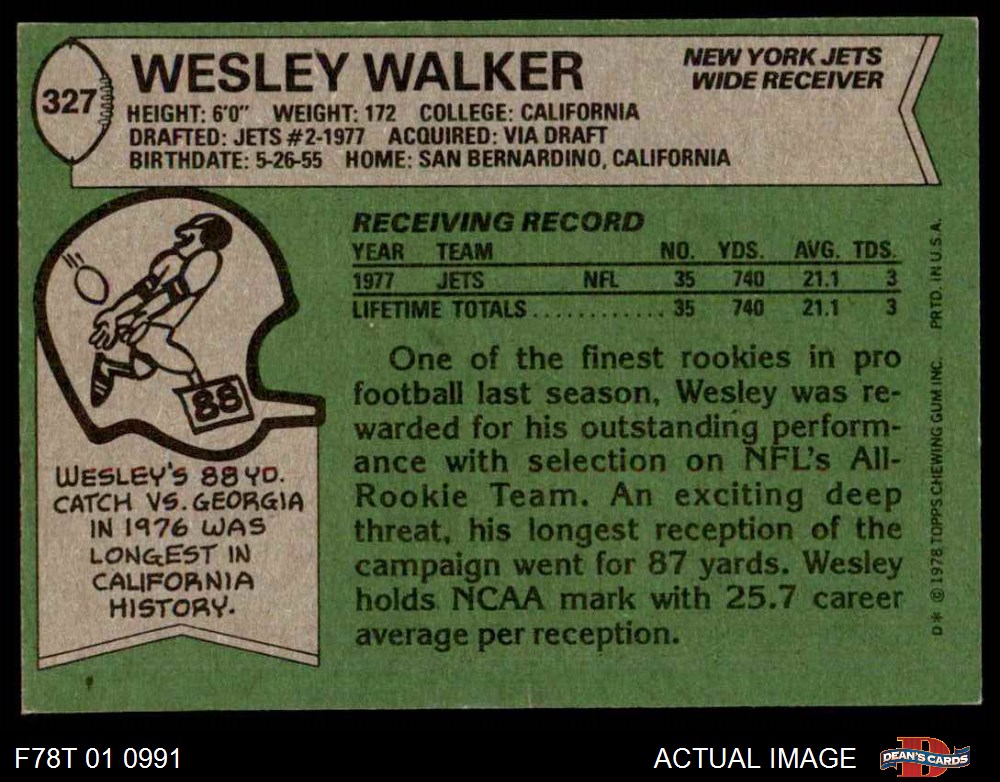 327
WESLEY WALKER
NEW YORK JETS
WIDE RECEIVER
HEIGHT: 6'0" WEIGHT: 172 COLLEGE: CALIFORNIA
DRAFTED: JETS #2-1977 ACQUIRED: VIA DRAFT
BIRTHDATE: 5-26-55 HOME: SAN BERNARDINO, CALIFORNIA
88
WESLEY'S 88 YD.
CATCH VS. GEORGIA
IN 1976 WAS
LONGEST IN
CALIFORNIA
HISTORY.
RECEIVING RECORD
YEAR TEAM NO. YDS. AVG. TDS.
1977 JETS NFL 35 740 21.1 3
LIFETIME TOTALS............ 35 740 21.1 3
One of the finest rookies in pro
football last season, Wesley was re-
warded for his outstanding perform-
ance with selection on NFL's All-
Rookie Team. An exciting deep
threat, his longest reception of the
campaign went for 87 yards. Wesley
holds NCAA mark with 25.7 career
average per reception.
D* © 1978 TOPPS CHEWING GUM INC. PRTD. IN U.S.A.
F78T 01 0991
ACTUAL IMAGE
D
DEAN'S CARDS